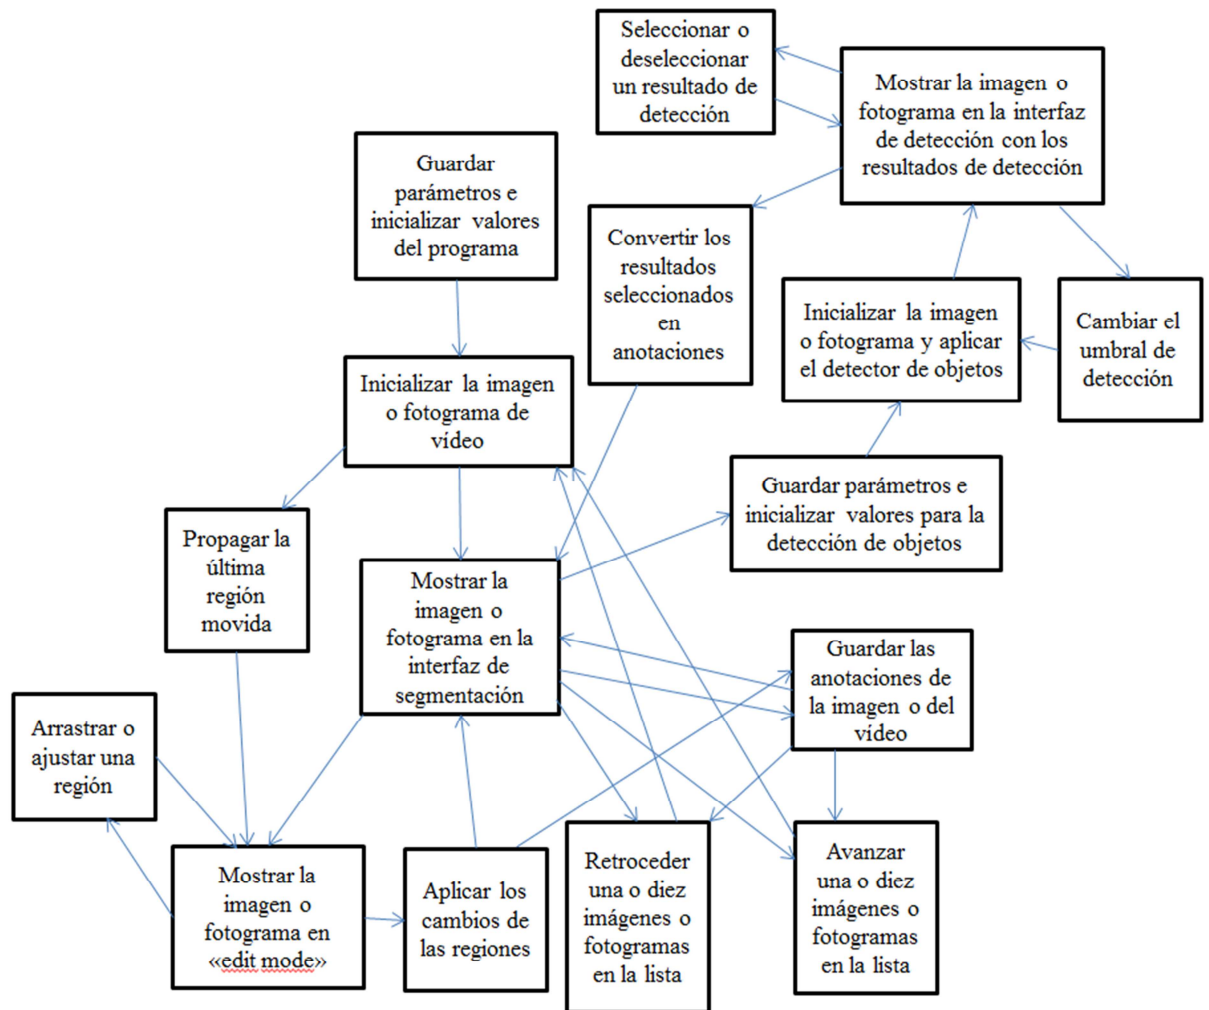 Seleccionar o
deseleccionar
un resultado de
detección
Mostrar la imagen o
fotograma en la interfaz
de detección con los
resultados de detección
Guardar
parámetros e
inicializar valores
del programa
Convertir los
resultados
seleccionados
en
anotaciones
Inicializar la imagen
o fotograma y aplicar
el detector de objetos
Cambiar el
umbral de
detección
Inicializar la imagen
o fotograma de
vídeo
Guardar parámetros e
inicializar valores para la
detección de objetos
Propagar la
última
región
movida
Mostrar la
imagen o
fotograma en la
interfaz de
segmentación
Guardar las
anotaciones de
la imagen o del
vídeo
Arrastrar o
ajustar una
región
Mostrar la
imagen o
fotograma en
«edit mode»
Aplicar los
cambios de
las regiones
Retroceder
una o diez
imágenes o
fotogramas
en la lista
Avanzar
una o diez
imágenes o
fotogramas
en la lista